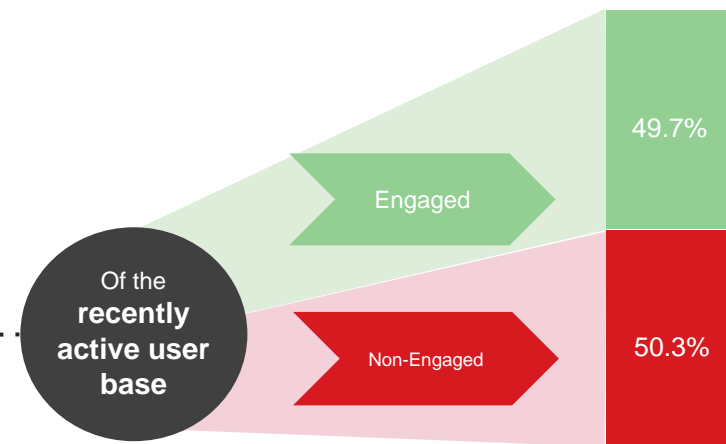 49.7%
Engaged
Of the
recently
active user
base
Non-Engaged
50.3%